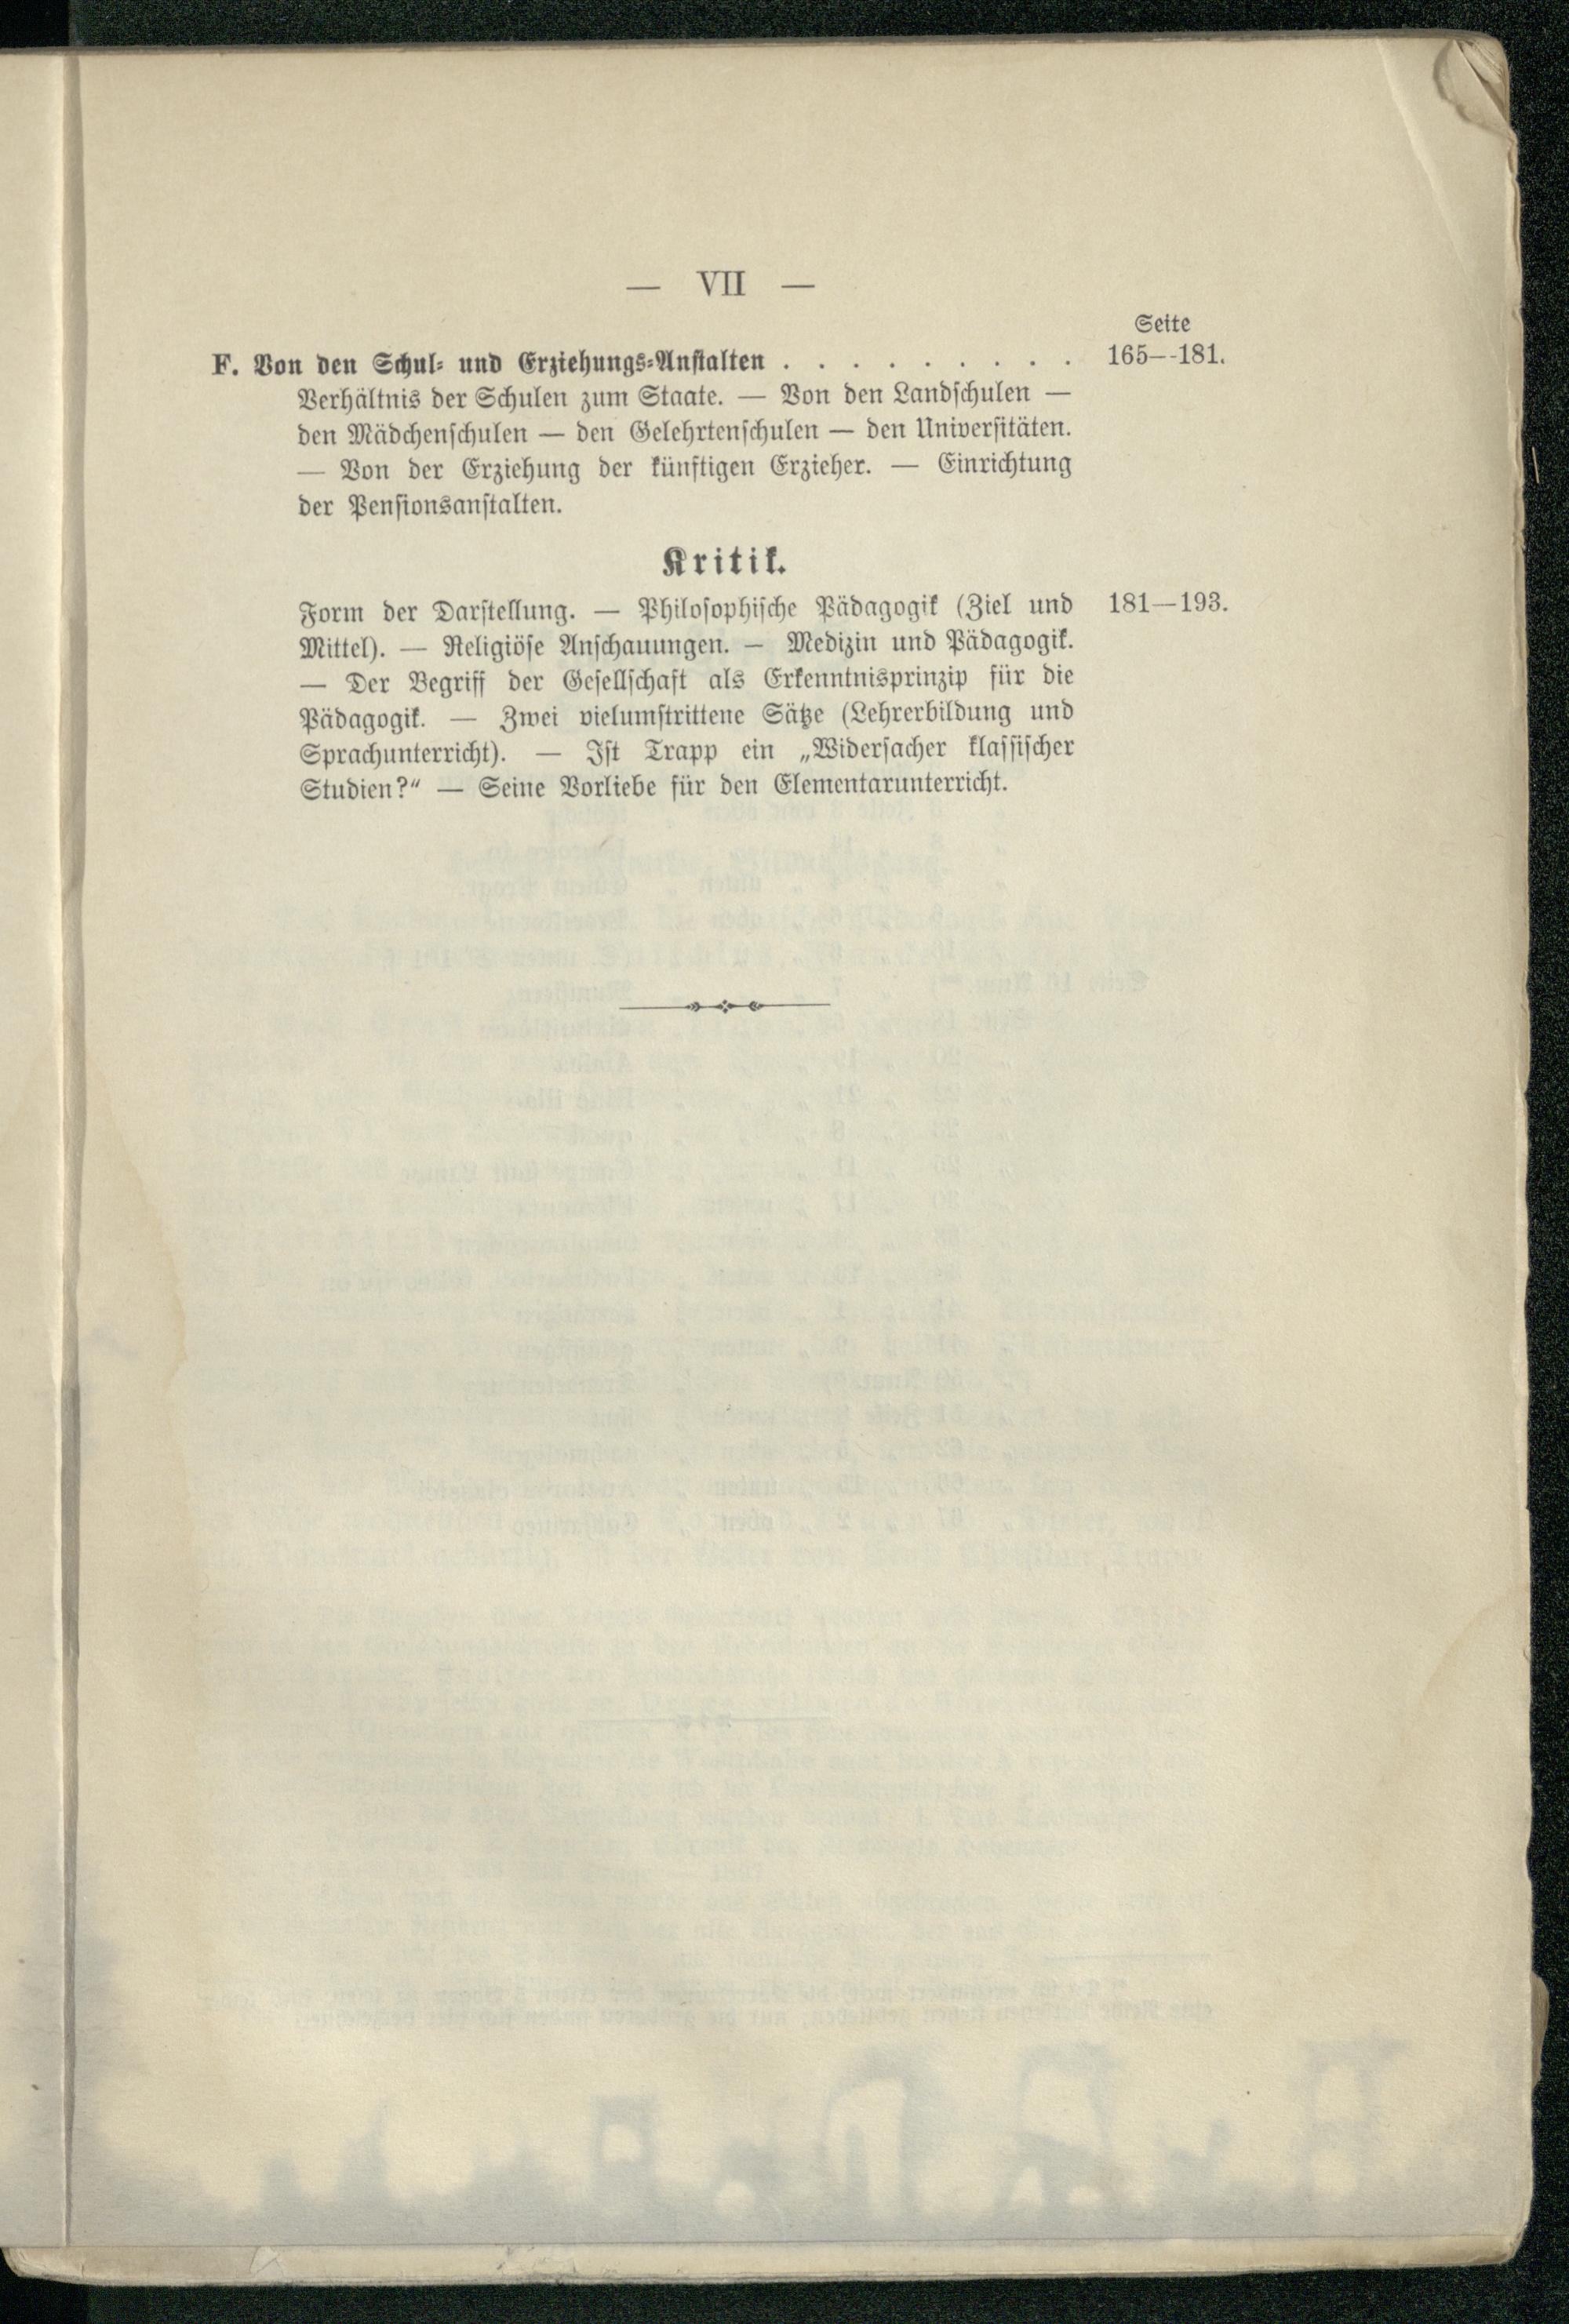 — VII —
Seite
F. Von den Schul- und Erziehungs-Anstalten . . . . . . . . . 165—181.
Verhältnis der Schulen zum Staate. — Von den Landschulen —
den Mädchenschulen — den Gelehrtenschulen — den Universitäten.
— Von der Erziehung der künftigen Erzieher. — Einrichtung
der Pensionsanstalten.
Kritik.
Form der Darstellung. — Philosophische Pädagogik (Ziel und 181—193.
Mittel). — Religiöse Anschauungen. — Medizin und Pädagogik.
— Der Begriff der Gesellschaft als Erkenntnisprinzip für die
Pädagogik. — Zwei vielumstrittene Sätze (Lehrerbildung und
Sprachunterricht). — Ist Trapp ein „Widersacher klassischer
Studien?“ — Seine Vorliebe für den Elementarunterricht.